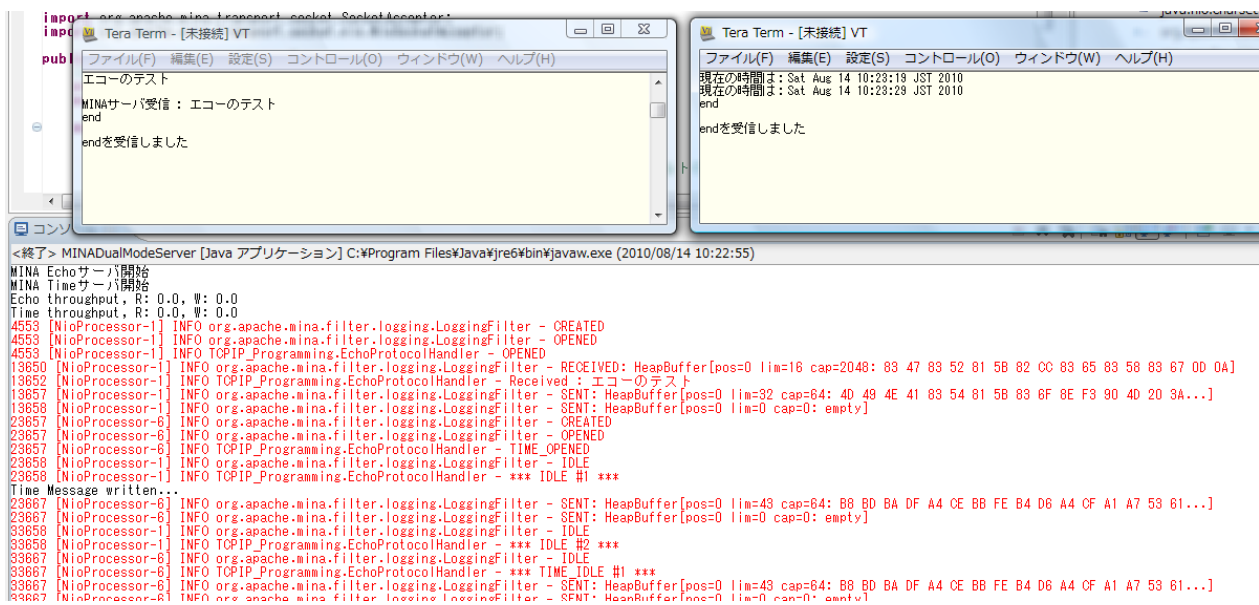 import org.apache.mina.transport.socket.SocketAcceptor;
impo
publ
Tera Term - [未接続] VT
ファイル(F) 編集(E) 設定(S) コントロール(O) ウィンドウ(W) ヘルプ(H)
エコーのテスト
MINAサーバ受信 : エコーのテスト
end
endを受信しました
Tera Term - [未接続] VT
ファイル(F) 編集(E) 設定(S) コントロール(O) ウィンドウ(W) ヘルプ(H)
現在の時間は:Sat Aug 14 10:23:19 JST 2010
現在の時間は:Sat Aug 14 10:23:29 JST 2010
end
endを受信しました
ト
コンソ
<終了> MINADualModeServer [Java アプリケーション] C:¥Program Files¥Java¥jre6¥bin¥javaw.exe (2010/08/14 10:22:55)
MINA Echoサーバ開始
MINA Timeサーバ開始
Echo throughput, R: 0.0, W: 0.0
Time throughput, R: 0.0, W: 0.0
4553 [NioProcessor-1] INFO org.apache.mina.filter.logging.LoggingFilter - CREATED
4553 [NioProcessor-1] INFO org.apache.mina.filter.logging.LoggingFilter - OPENED
4553 [NioProcessor-1] INFO TCPIP_Programming.EchoProtocolHandler - OPENED
13650 [NioProcessor-1] INFO org.apache.mina.filter.logging.LoggingFilter - RECEIVED: HeapBuffer[pos=0 lim=16 cap=2048: 83 47 83 52 81 5B 82 CC 83 65 83 58 83 67 0D 0A]
13652 [NioProcessor-1] INFO TCPIP_Programming.EchoProtocolHandler - Received : エコーのテスト
13657 [NioProcessor-1] INFO org.apache.mina.filter.logging.LoggingFilter - SENT: HeapBuffer[pos=0 lim=32 cap=64: 4D 49 4E 41 83 54 81 5B 83 6F 8E F3 90 4D 20 3A...]
13658 [NioProcessor-1] INFO org.apache.mina.filter.logging.LoggingFilter - SENT: HeapBuffer[pos=0 lim=0 cap=0: empty]
23657 [NioProcessor-6] INFO org.apache.mina.filter.logging.LoggingFilter - CREATED
23657 [NioProcessor-6] INFO org.apache.mina.filter.logging.LoggingFilter - OPENED
23657 [NioProcessor-6] INFO TCPIP_Programming.EchoProtocolHandler - TIME_OPENED
23658 [NioProcessor-1] INFO org.apache.mina.filter.logging.LoggingFilter - IDLE
23658 [NioProcessor-1] INFO TCPIP_Programming.EchoProtocolHandler - *** IDLE #1 ***
Time Message written...
23667 [NioProcessor-6] INFO org.apache.mina.filter.logging.LoggingFilter - SENT: HeapBuffer[pos=0 lim=43 cap=64: B8 BD BA DF A4 CE BB FE B4 D6 A4 CF A1 A7 53 61...]
23667 [NioProcessor-6] INFO org.apache.mina.filter.logging.LoggingFilter - SENT: HeapBuffer[pos=0 lim=0 cap=0: empty]
33658 [NioProcessor-1] INFO org.apache.mina.filter.logging.LoggingFilter - IDLE
33658 [NioProcessor-1] INFO TCPIP_Programming.EchoProtocolHandler - *** IDLE #2 ***
33667 [NioProcessor-6] INFO org.apache.mina.filter.logging.LoggingFilter - IDLE
33667 [NioProcessor-6] INFO TCPIP_Programming.EchoProtocolHandler - *** TIME_IDLE #1 ***
33667 [NioProcessor-6] INFO org.apache.mina.filter.logging.LoggingFilter - SENT: HeapBuffer[pos=0 lim=43 cap=64: B8 BD BA DF A4 CE BB FE B4 D6 A4 CF A1 A7 53 61...]
33667 [NioProcessor-6] INFO org.apache.mina.filter.logging.LoggingFilter - SENT: HeapBuffer[pos=0 lim=0 cap=0: empty]